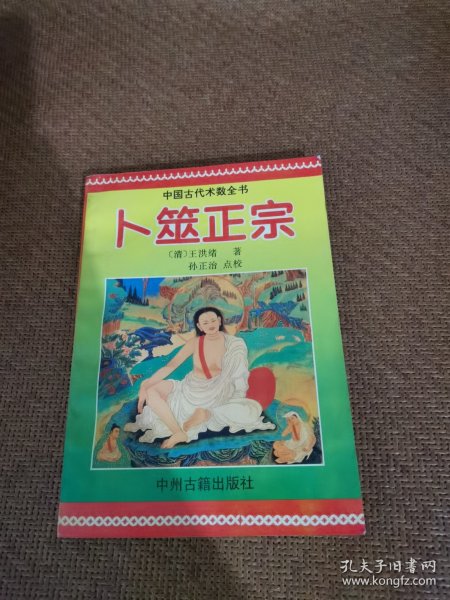 中国古代术数全书
卜筮正宗
〔清〕王洪绪 著
孙正治 点校
中州古籍出版社
孔夫子旧书网
www.kongfz.com